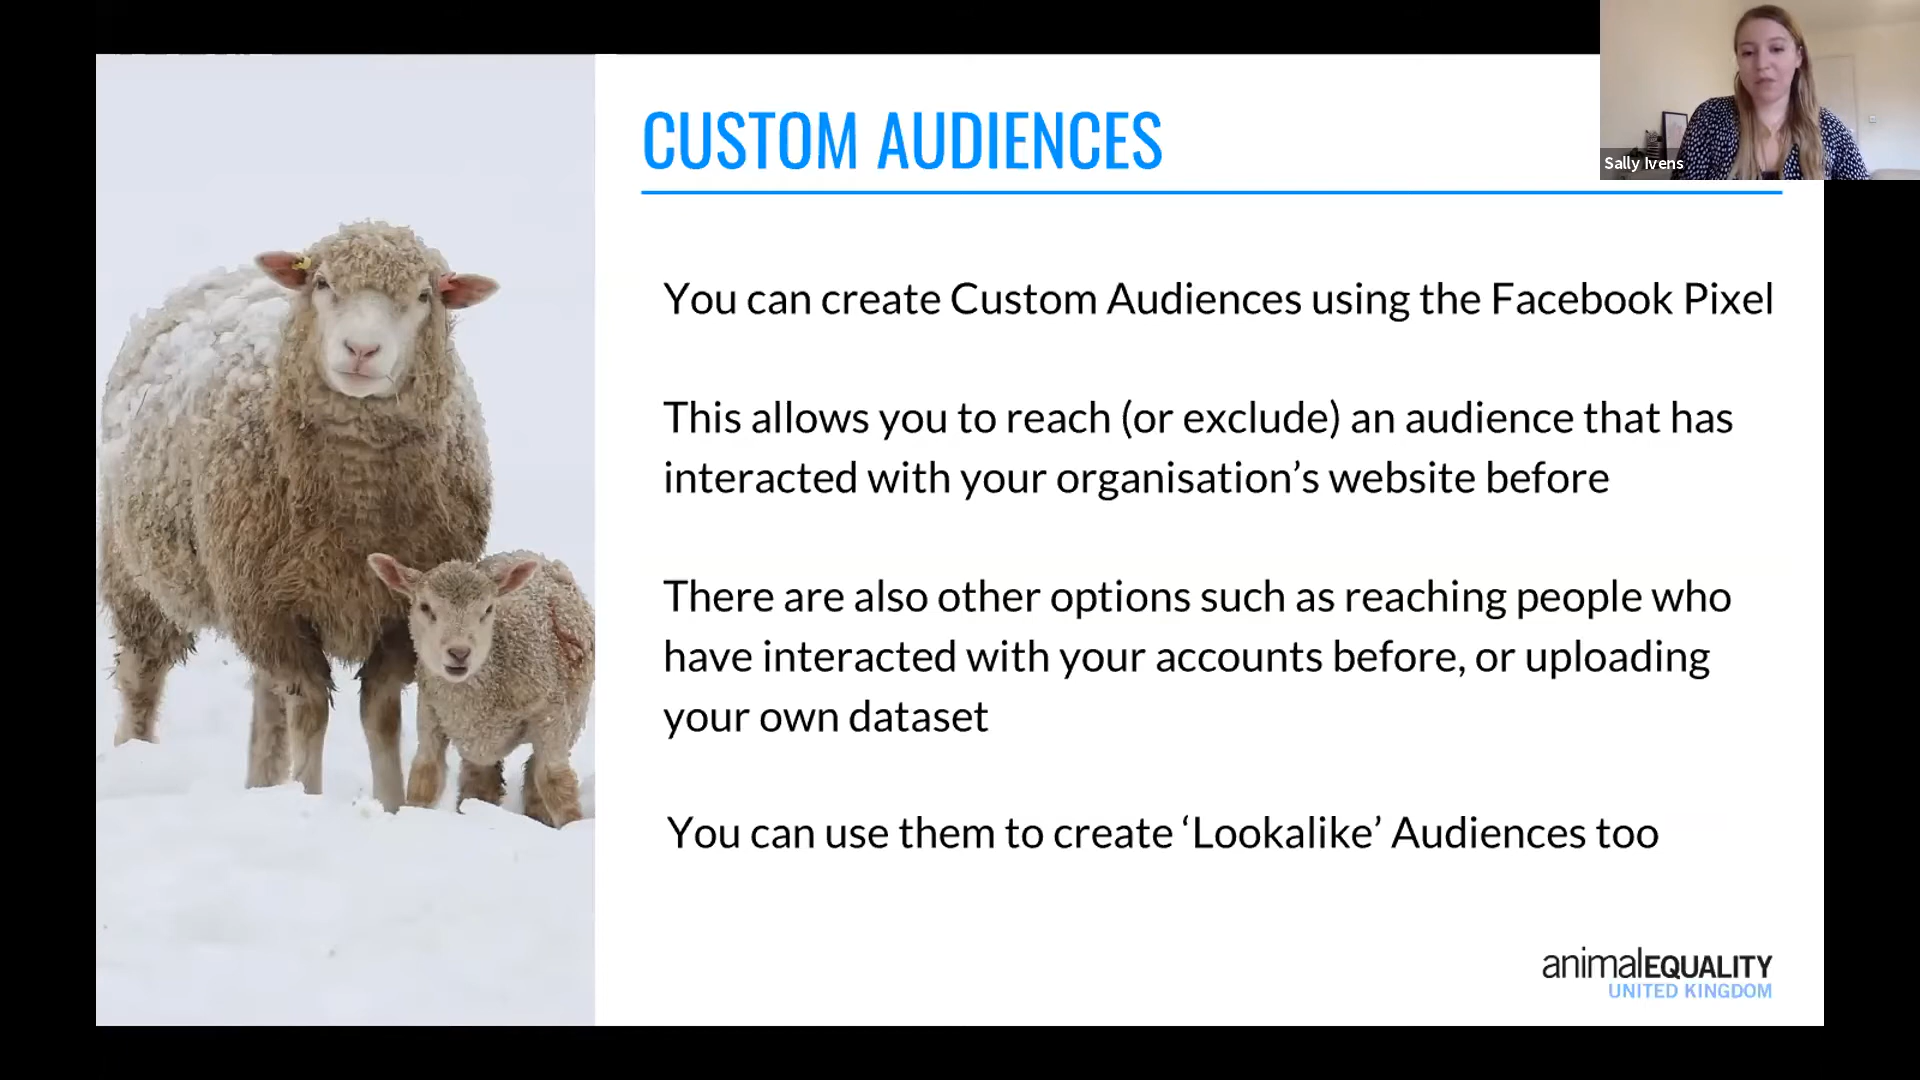 CUSTOM AUDIENCES
Sally Ivens
You can create Custom Audiences using the Facebook Pixel
This allows you to reach (or exclude) an audience that has
interacted with your organisation’s website before
There are also other options such as reaching people who
have interacted with your accounts before, or uploading
your own dataset
You can use them to create ‘Lookalike’ Audiences too
animalEQUALITY
UNITED KINGDOM